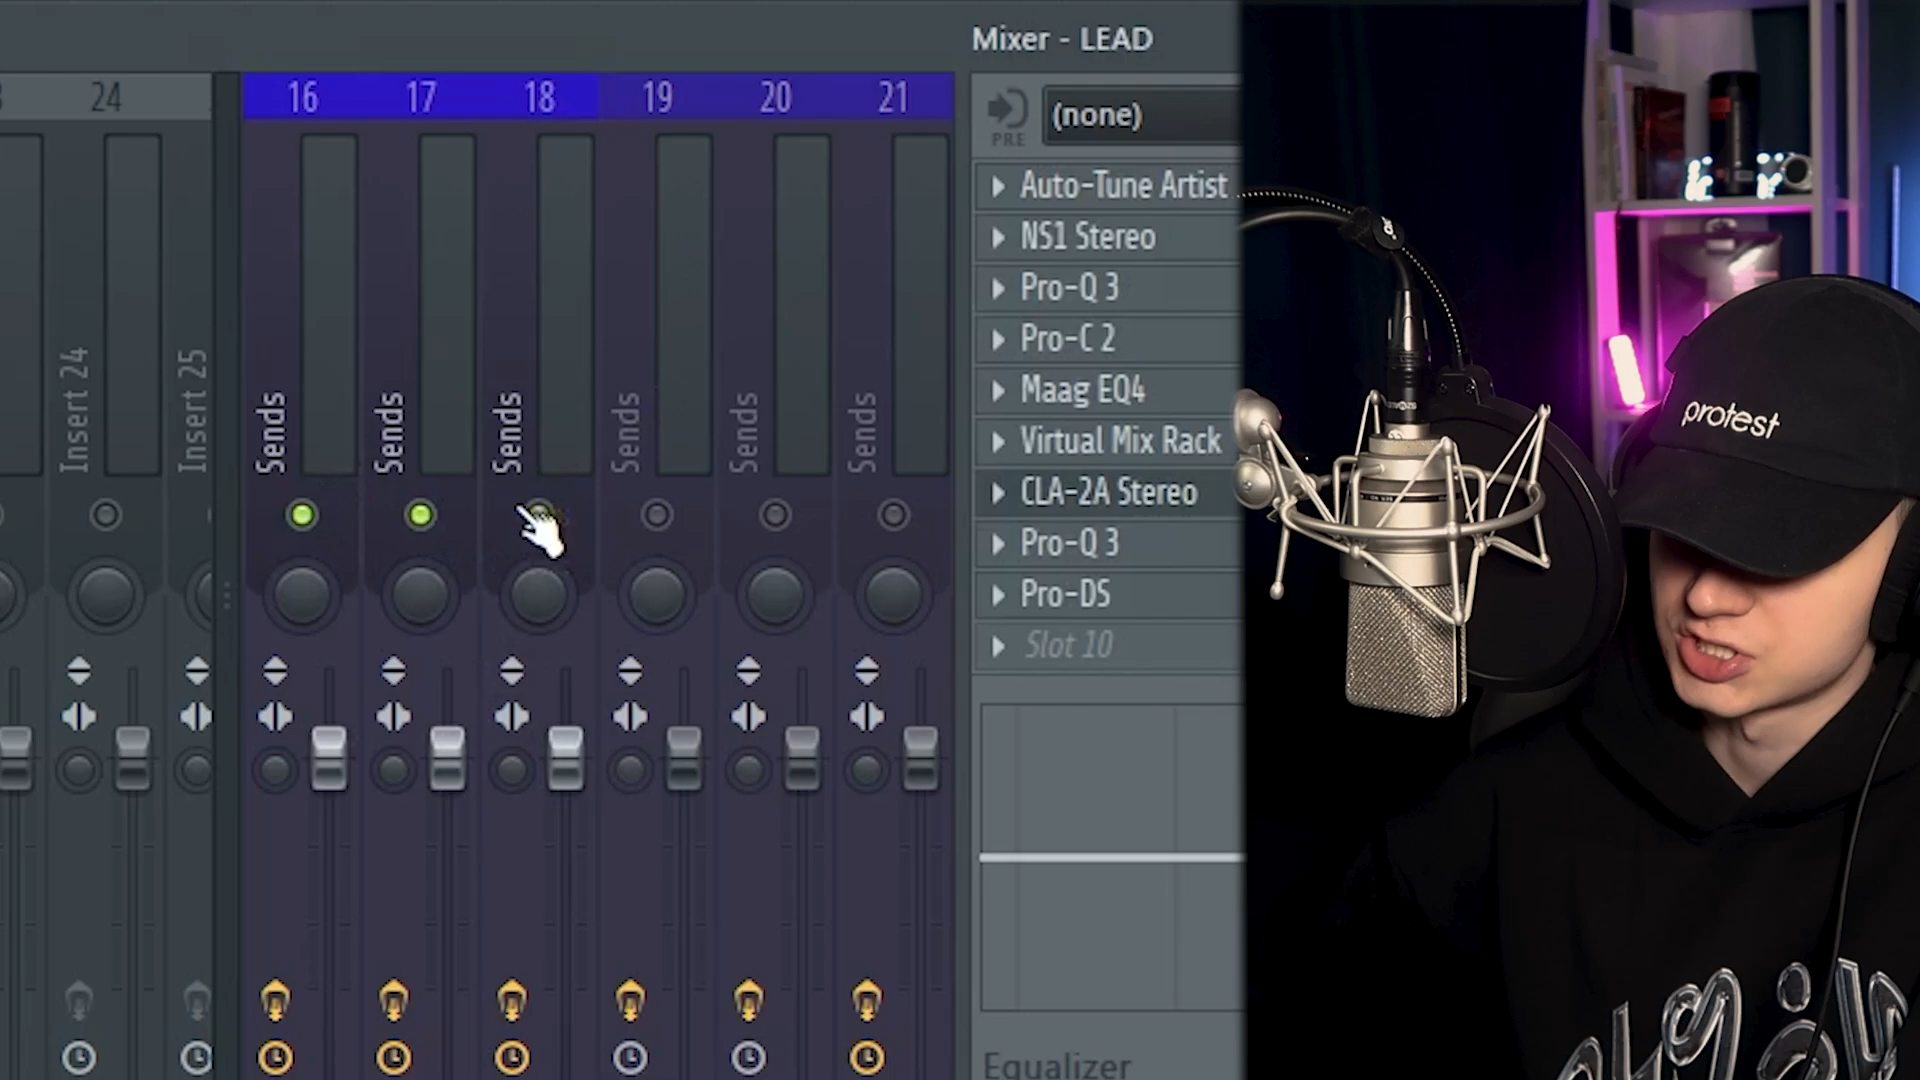 Mixer - LEAD
24
16
17
18
19
20
21
PRE
(none)
Auto-Tune Artist
NS1 Stereo
Pro-Q 3
Pro-C 2
Maag EQ4
Virtual Mix Rack
CLA-2A Stereo
Pro-Q 3
Pro-DS
Slot 10
Insert 24
Insert 25
Sends
Sends
Sends
Sends
Sends
Sends
Equalizer
protest